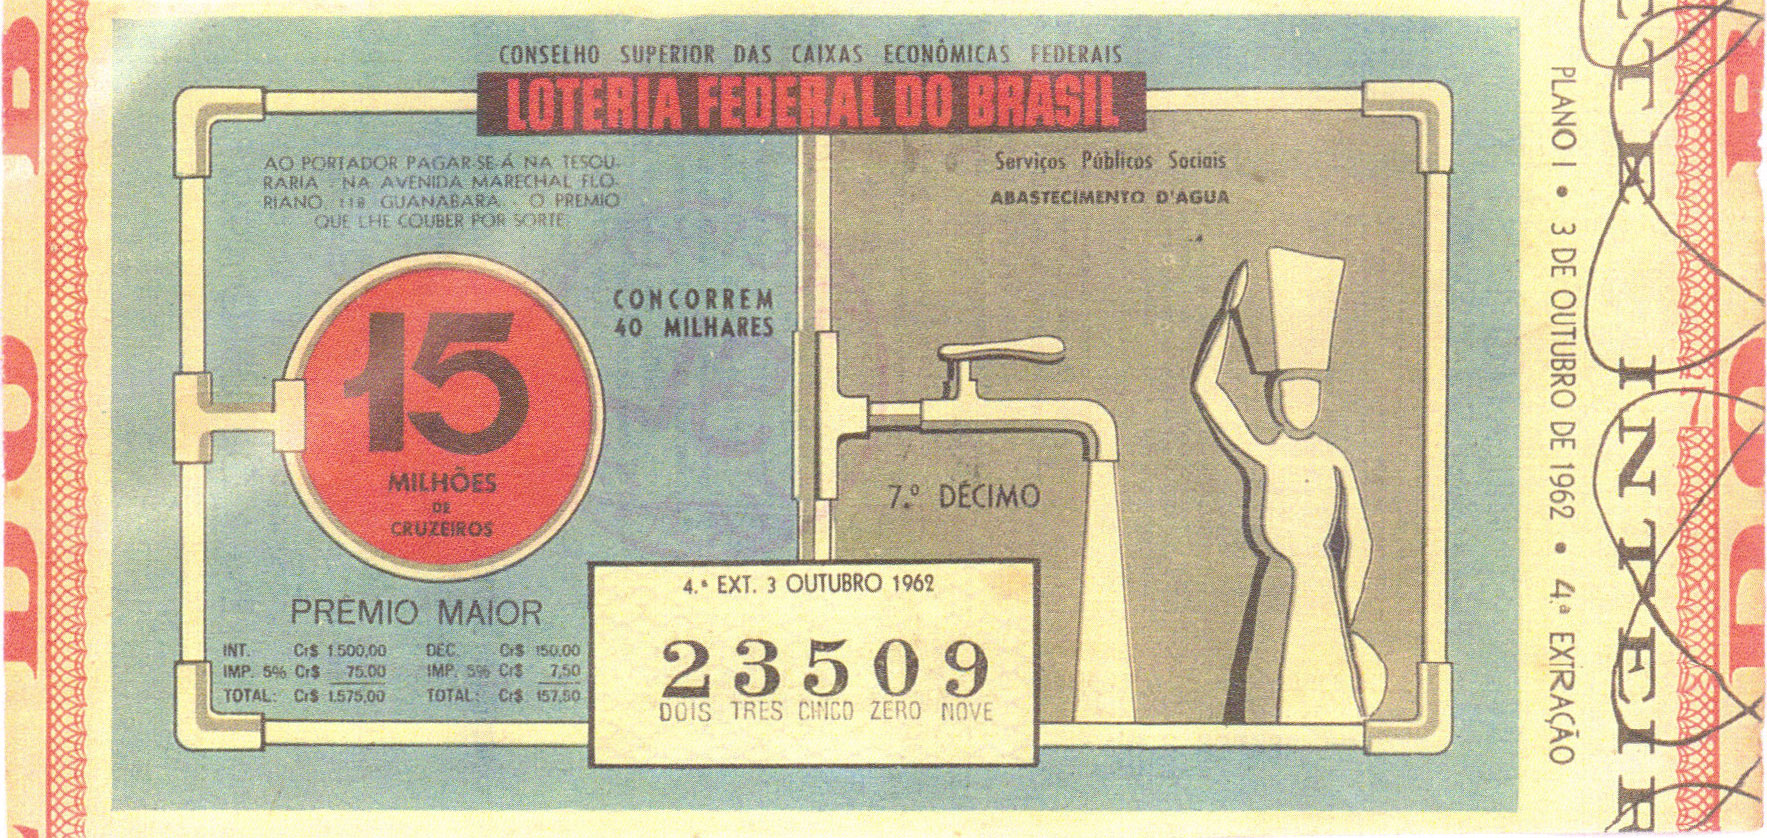 CONSELHO SUPERIOR DAS CAIXAS ECONÔMICAS FEDERAIS
LOTERIA FEDERAL DO BRASIL
AO PORTADOR PAGAR-SE-Á NA TESOU-
RARIA - NA AVENIDA MARECHAL FLO-
RIANO 118 GUANABARA - O PREMIO
QUE LHE COUBER POR SORTE
Serviços Públicos Sociais
ABASTECIMENTO D'AGUA
CONCORREM
40 MILHARES
15
MILHÕES
DE
CRUZEIROS
7.º DÉCIMO
PRÊMIO MAIOR
INT. Cr$ 1.500,00 DEC. Cr$ 150,00
IMP. 5% Cr$ 75,00 IMP. 5% Cr$ 7,50
TOTAL: Cr$ 1.575,00 TOTAL: Cr$ 157,50
4.ª EXT. 3 OUTUBRO 1962
23509
DOIS TRES CINCO ZERO NOVE
PLANO I • 3 DE OUTUBRO DE 1962 • 4.ª EXTRAÇÃO